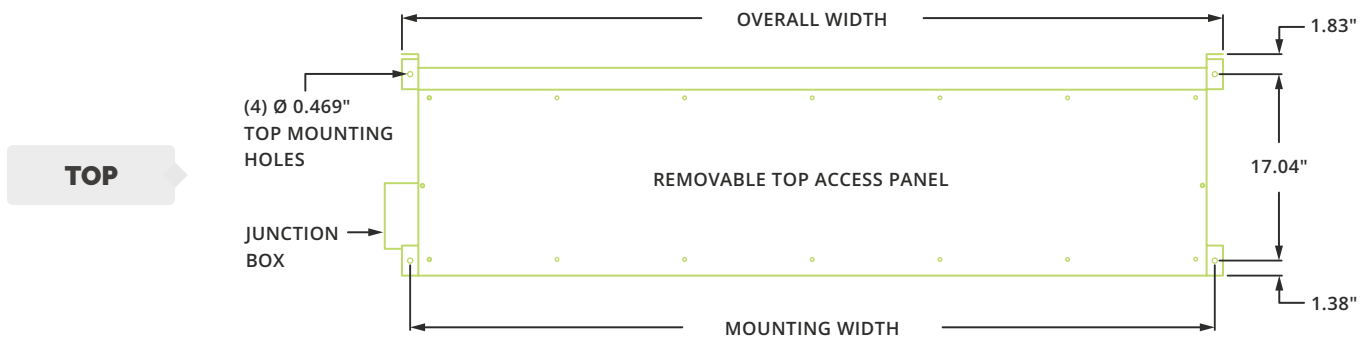 OVERALL WIDTH
1.83"
(4) Ø 0.469"
TOP MOUNTING
HOLES
TOP
REMOVABLE TOP ACCESS PANEL
17.04"
JUNCTION
BOX
1.38"
MOUNTING WIDTH